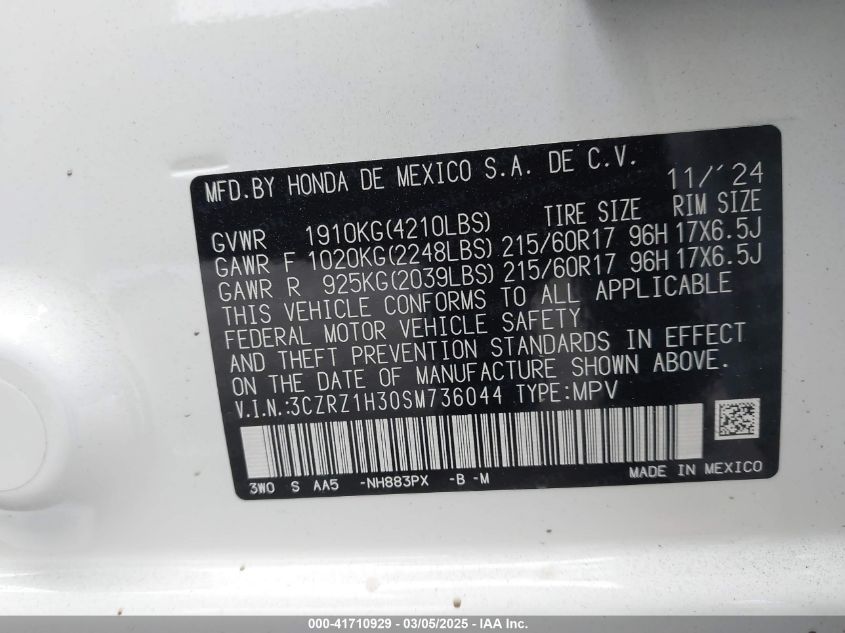 MFD.BY HONDA DE MEXICO S.A. DE C.V. 11/'24
GVWR 1910KG(4210LBS) TIRE SIZE RIM SIZE
GAWR F 1020KG(2248LBS) 215/60R17 96H 17X6.5J
GAWR R 925KG(2039LBS) 215/60R17 96H 17X6.5J
THIS VEHICLE CONFORMS TO ALL APPLICABLE
FEDERAL MOTOR VEHICLE SAFETY
AND THEFT PREVENTION STANDARDS IN EFFECT
ON THE DATE OF MANUFACTURE SHOWN ABOVE.
V.I.N.:3CZRZ1H30SM736044 TYPE:MPV
3W0 S AA5 -NH883PX -B -M MADE IN MEXICO
000-41710929 - 03/05/2025 - IAA Inc.